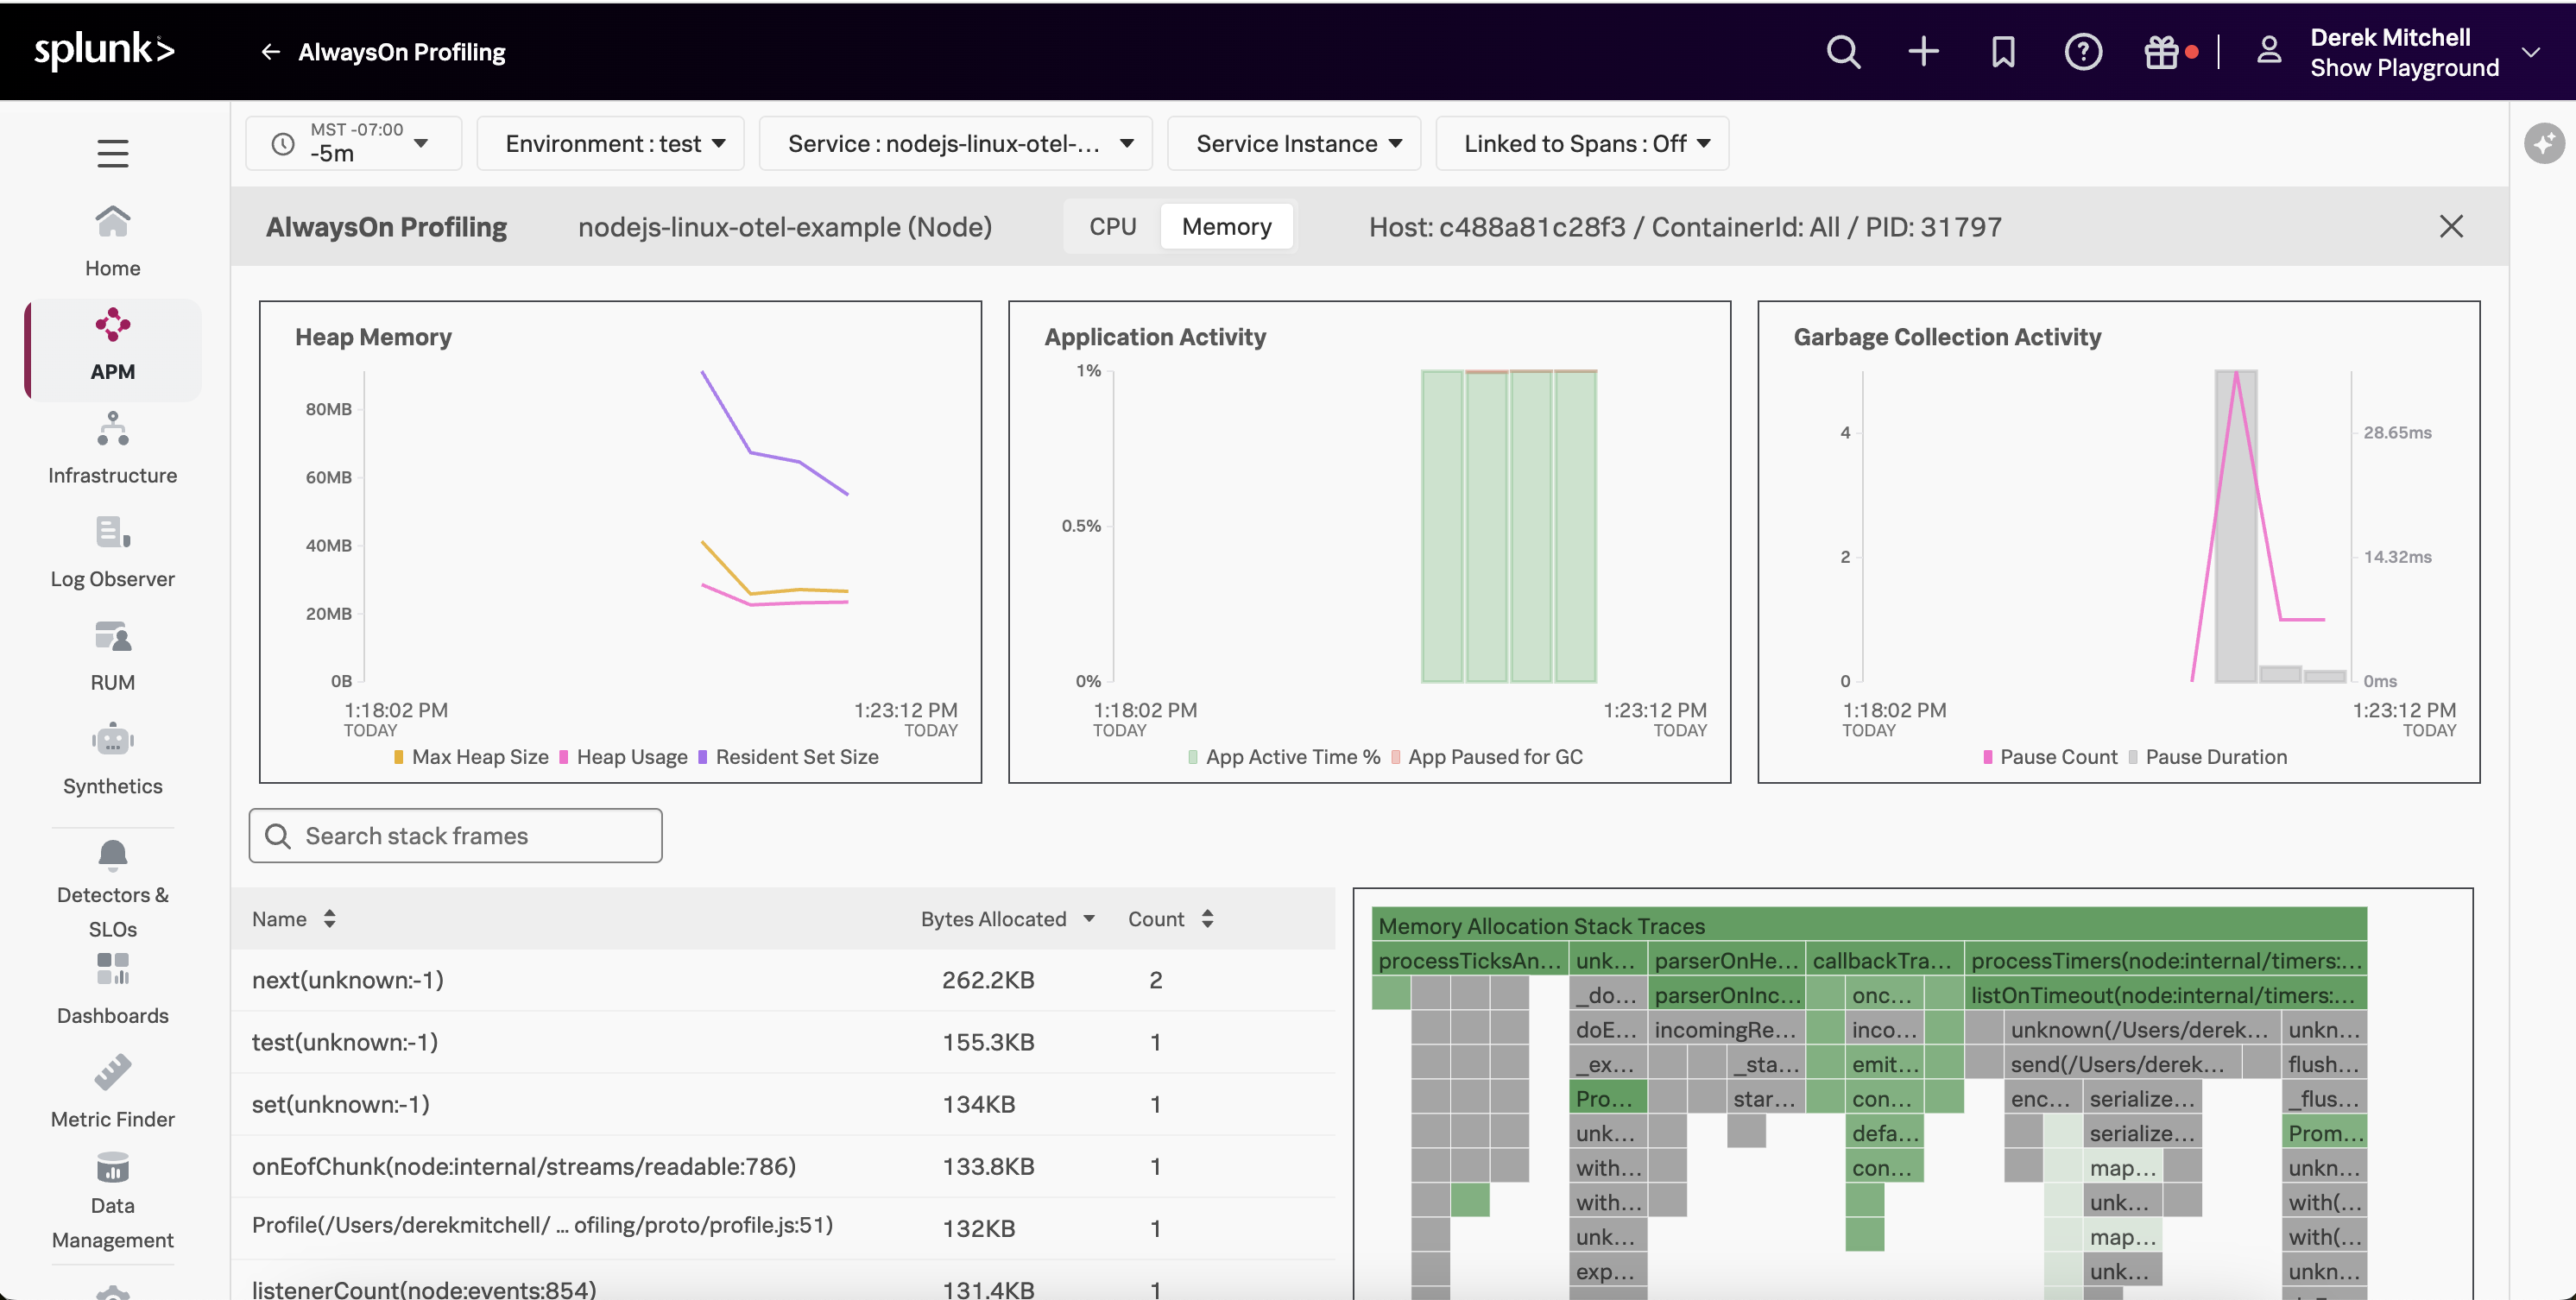 splunk>
← AlwaysOn Profiling
Derek Mitchell
Show Playground
MST -07:00
-5m
Environment : test
Service : nodejs-linux-otel-...
Service Instance
Linked to Spans : Off
Home
APM
Infrastructure
Log Observer
RUM
Synthetics
Detectors &
SLOs
Dashboards
Metric Finder
Data
Management
AlwaysOn Profiling
nodejs-linux-otel-example (Node)
CPU
Memory
Host: c488a81c28f3 / ContainerId: All / PID: 31797
Heap Memory
80MB
60MB
40MB
20MB
0B
1:18:02 PM
TODAY
1:23:12 PM
TODAY
Max Heap Size
Heap Usage
Resident Set Size
Application Activity
1%
0.5%
0%
1:18:02 PM
TODAY
1:23:12 PM
TODAY
App Active Time %
App Paused for GC
Garbage Collection Activity
4
2
0
28.65ms
14.32ms
0ms
1:18:02 PM
TODAY
1:23:12 PM
TODAY
Pause Count
Pause Duration
Search stack frames
Name Bytes Allocated Count
next(unknown:-1) 262.2KB 2
test(unknown:-1) 155.3KB 1
set(unknown:-1) 134KB 1
onEofChunk(node:internal/streams/readable:786) 133.8KB 1
Profile(/Users/derekmitchell/ ... ofiling/proto/profile.js:51) 132KB 1
listenerCount(node:events:854) 131.4KB 1
Memory Allocation Stack Traces
processTicksAn... unk... parserOnHe... callbackTra... processTimers(node:internal/timers:...
_do... parserOnInc... onc... listOnTimeout(node:internal/timers:...
doE... incomingRe... inco... unknown(/Users/derek... unkn...
_ex... _sta... emit... send(/Users/derek... flush...
Pro... star... con... enc... serialize... _flus...
unk... defa... serialize... Prom...
with... con... map... unkn...
with... unk... with(...
unk... map... with(...
exp... unk... unkn...